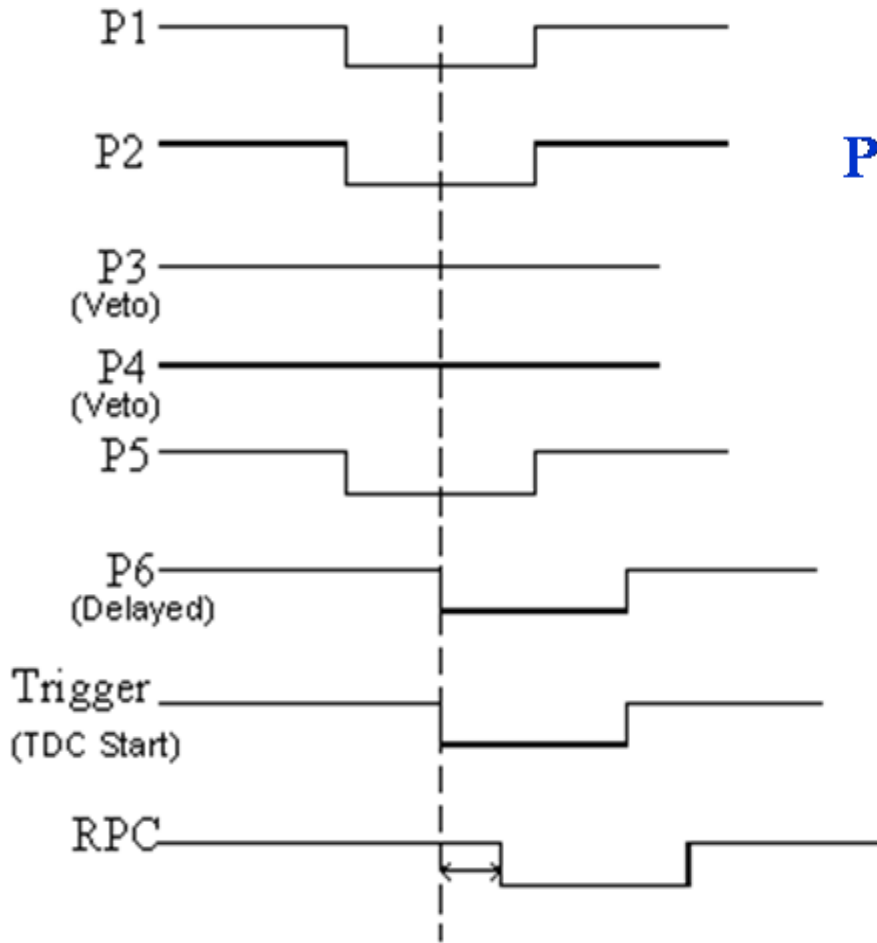 P1
P2
P
P3
(Veto)
P4
(Veto)
P5
P6
(Delayed)
Trigger
(TDC Start)
RPC